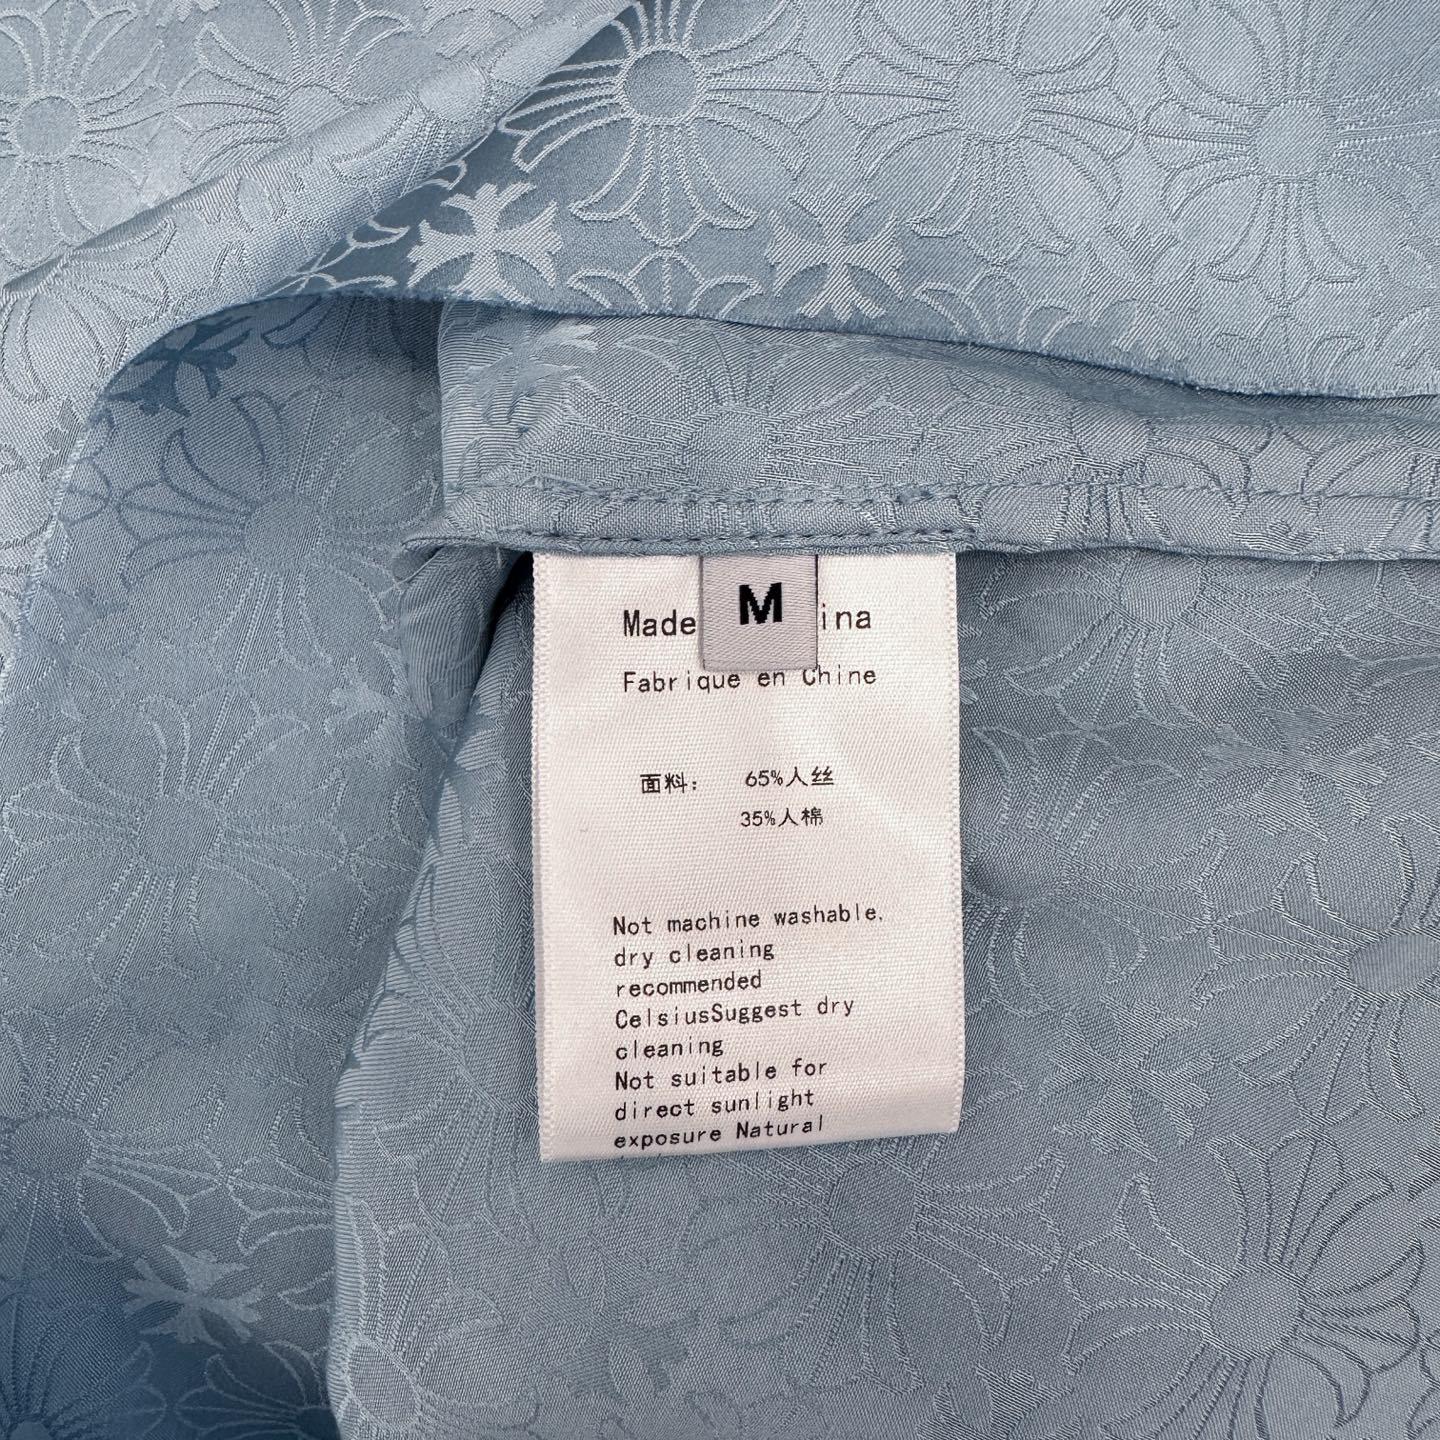 M
Made ina
Fabrique en Chine
面料: 65%人丝
35%人棉
Not machine washable.
dry cleaning
recommended
CelsiusSuggest dry
cleaning
Not suitable for
direct sunlight
exposure Natural